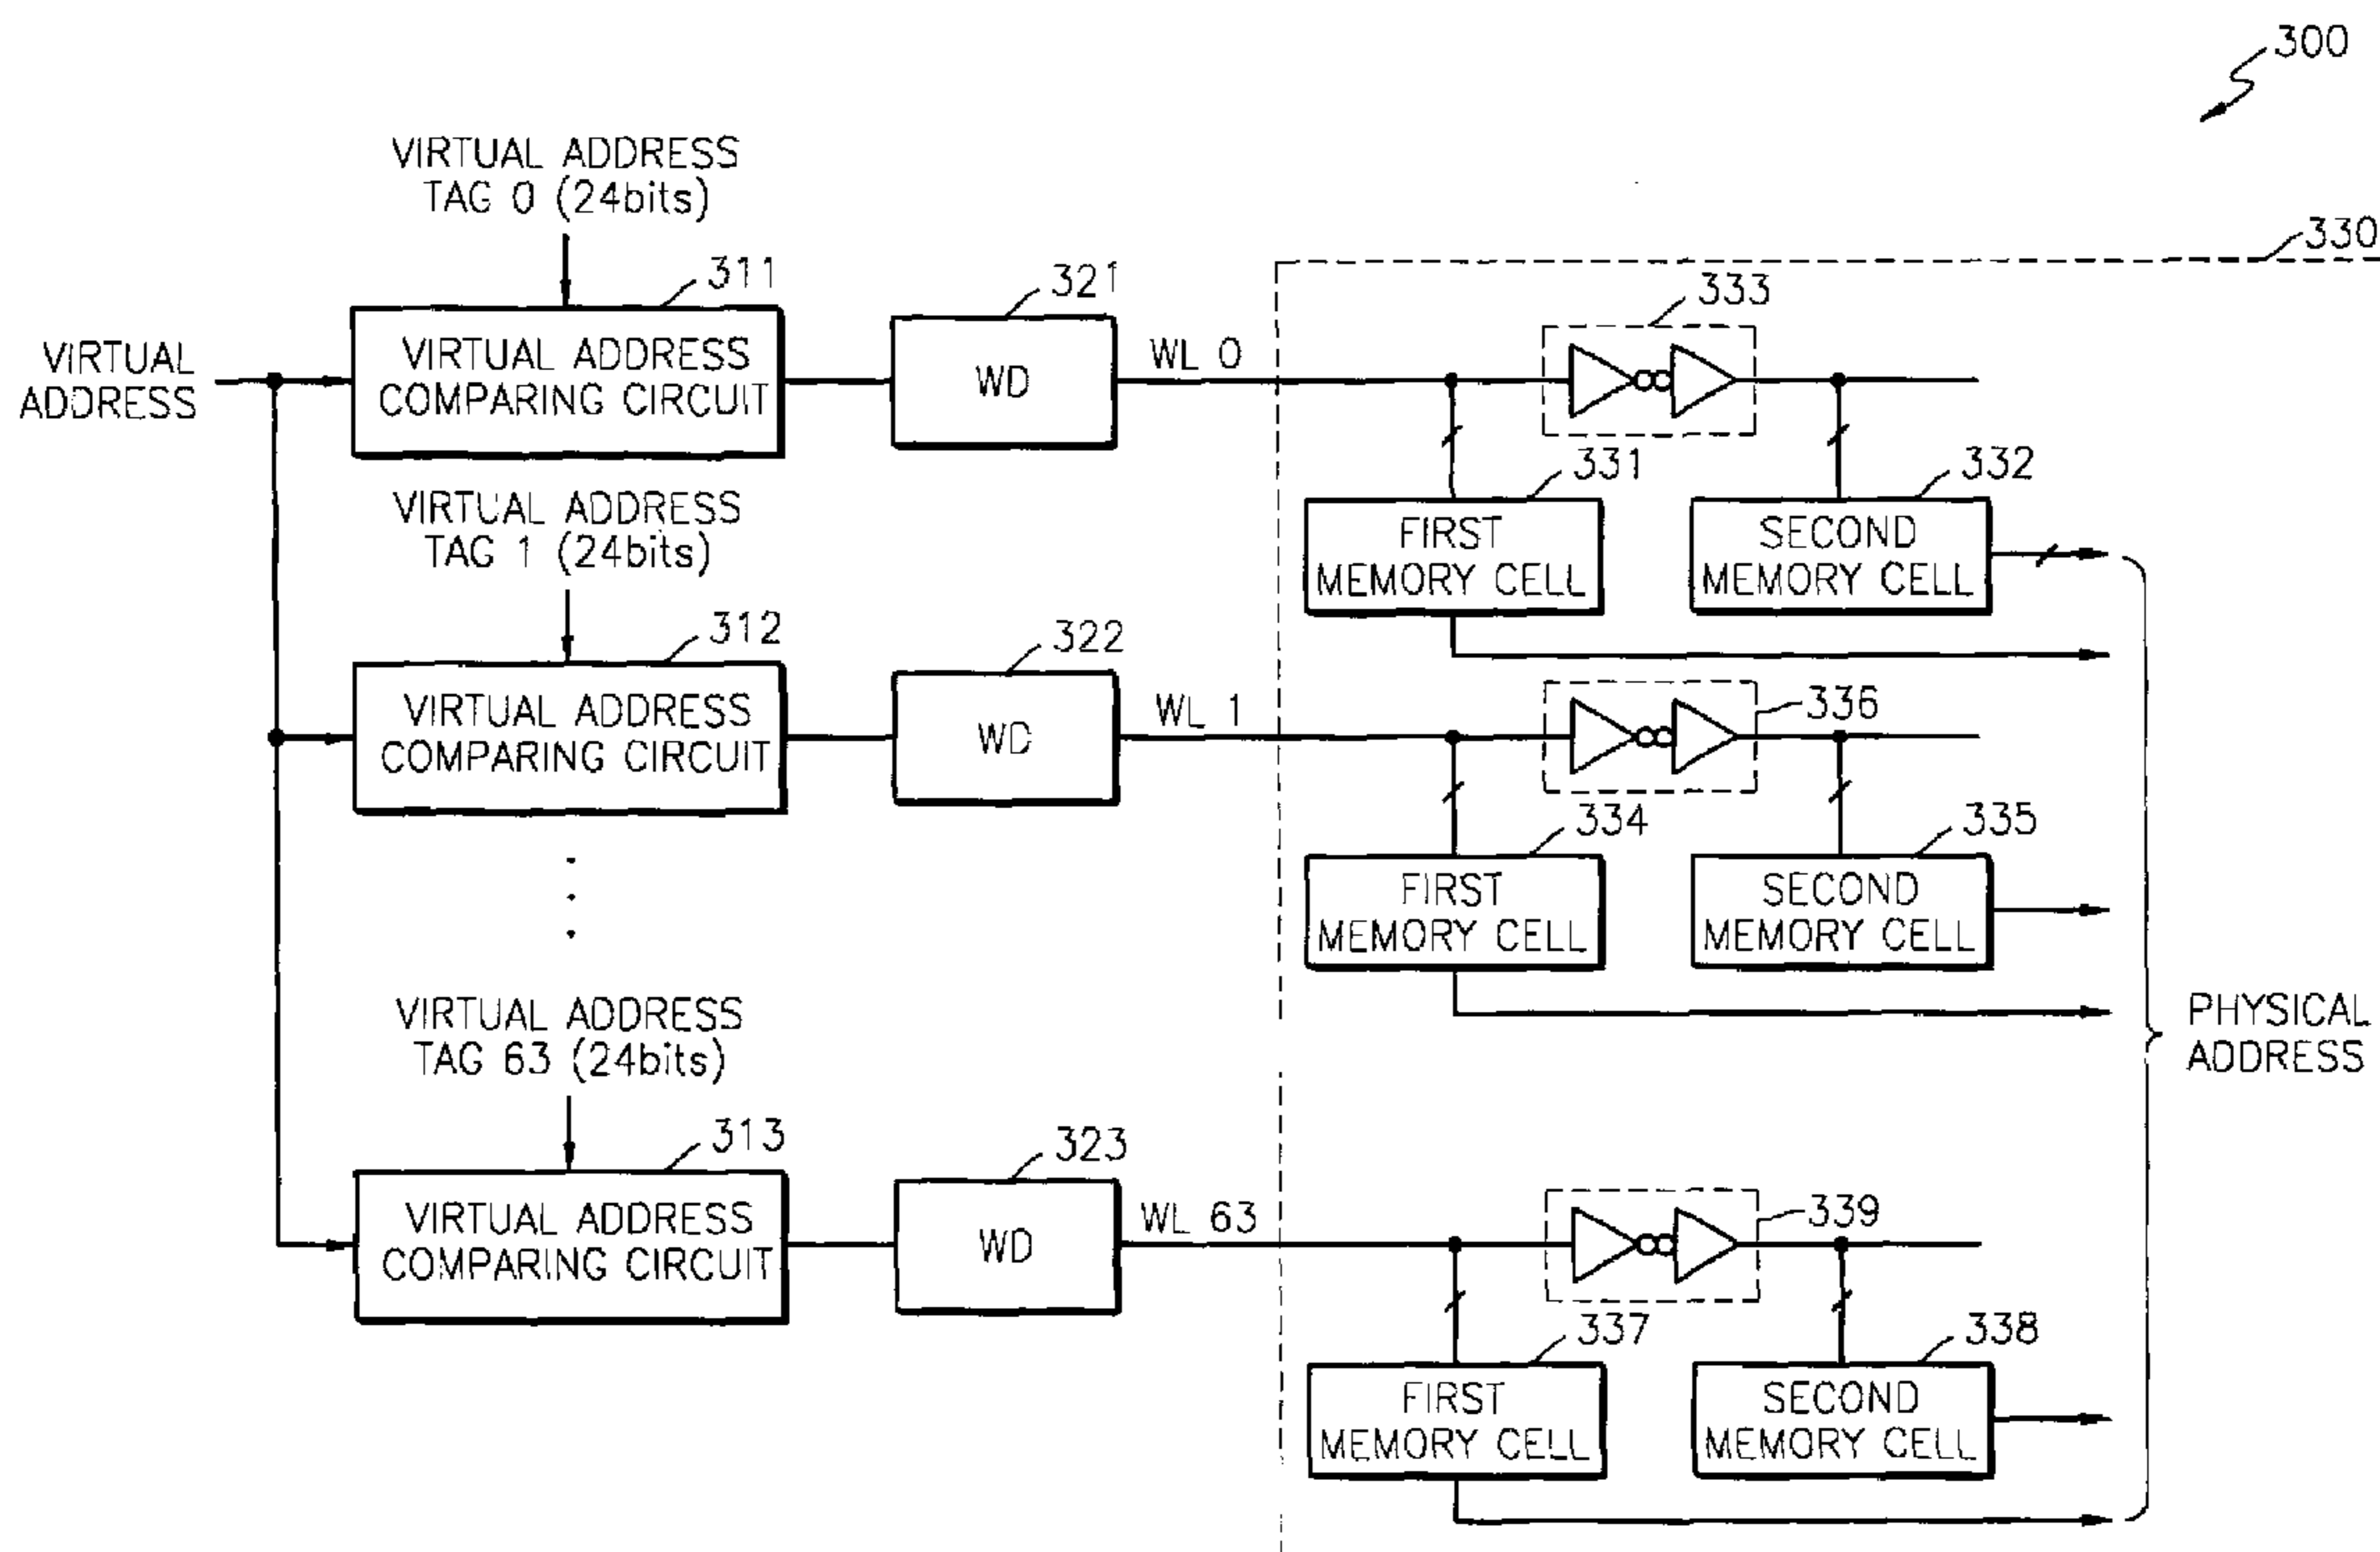 300
VIRTUAL ADDRESS
TAG 0 (24bits)
330
311
321
333
VIRTUAL
ADDRESS
VIRTUAL ADDRESS
COMPARING CIRCUIT
WD
WL 0
331
332
VIRTUAL ADDRESS
TAG 1 (24bits)
FIRST
MEMORY CELL
SECOND
MEMORY CELL
312
322
336
VIRTUAL ADDRESS
COMPARING CIRCUIT
WD
WL 1
334
335
FIRST
MEMORY CELL
SECOND
MEMORY CELL
VIRTUAL ADDRESS
TAG 63 (24bits)
PHYSICAL
ADDRESS
313
323
339
VIRTUAL ADDRESS
COMPARING CIRCUIT
WD
WL 63
337
338
FIRST
MEMORY CELL
SECOND
MEMORY CELL